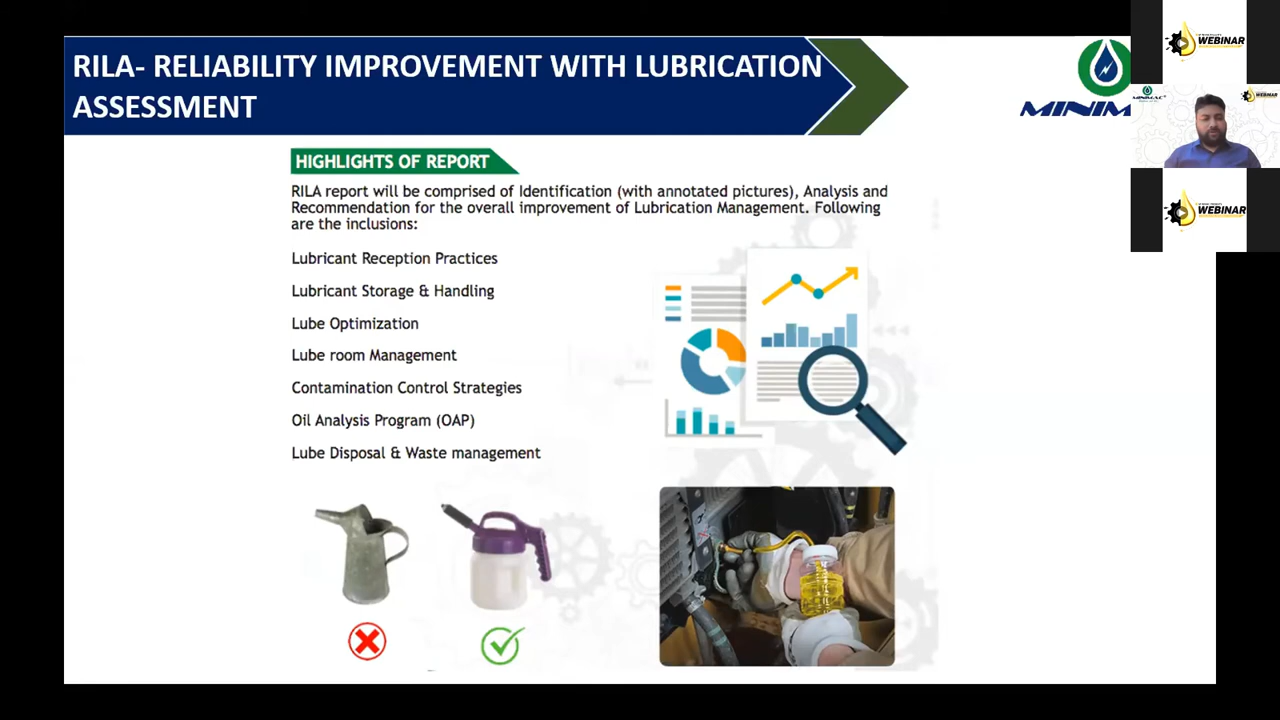 RILA- RELIABILITY IMPROVEMENT WITH LUBRICATION
ASSESSMENT
MINIM
WEBINAR
MINIMAC
WEBINAR
WEBINAR
HIGHLIGHTS OF REPORT
RILA report will be comprised of Identification (with annotated pictures), Analysis and
Recommendation for the overall improvement of Lubrication Management. Following
are the inclusions:
Lubricant Reception Practices
Lubricant Storage & Handling
Lube Optimization
Lube room Management
Contamination Control Strategies
Oil Analysis Program (OAP)
Lube Disposal & Waste management